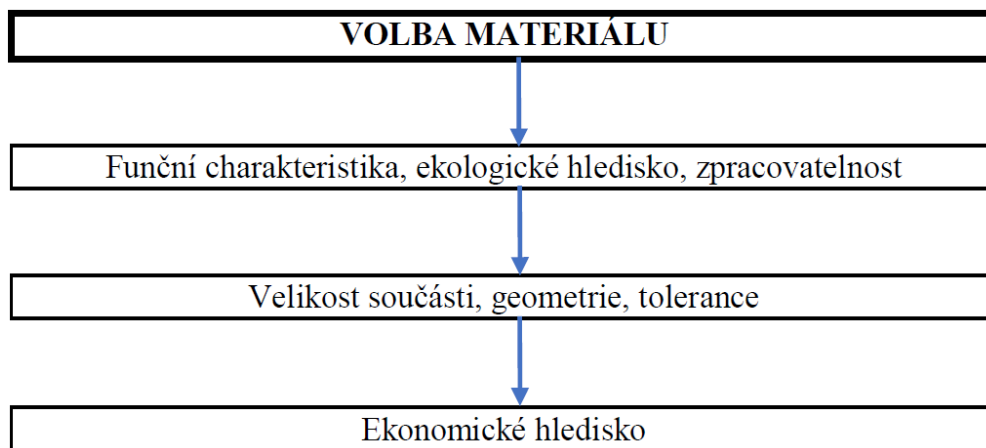 VOLBA MATERIÁLU
Funční charakteristika, ekologické hledisko, zpracovatelnost
Velikost součásti, geometrie, tolerance
Ekonomické hledisko